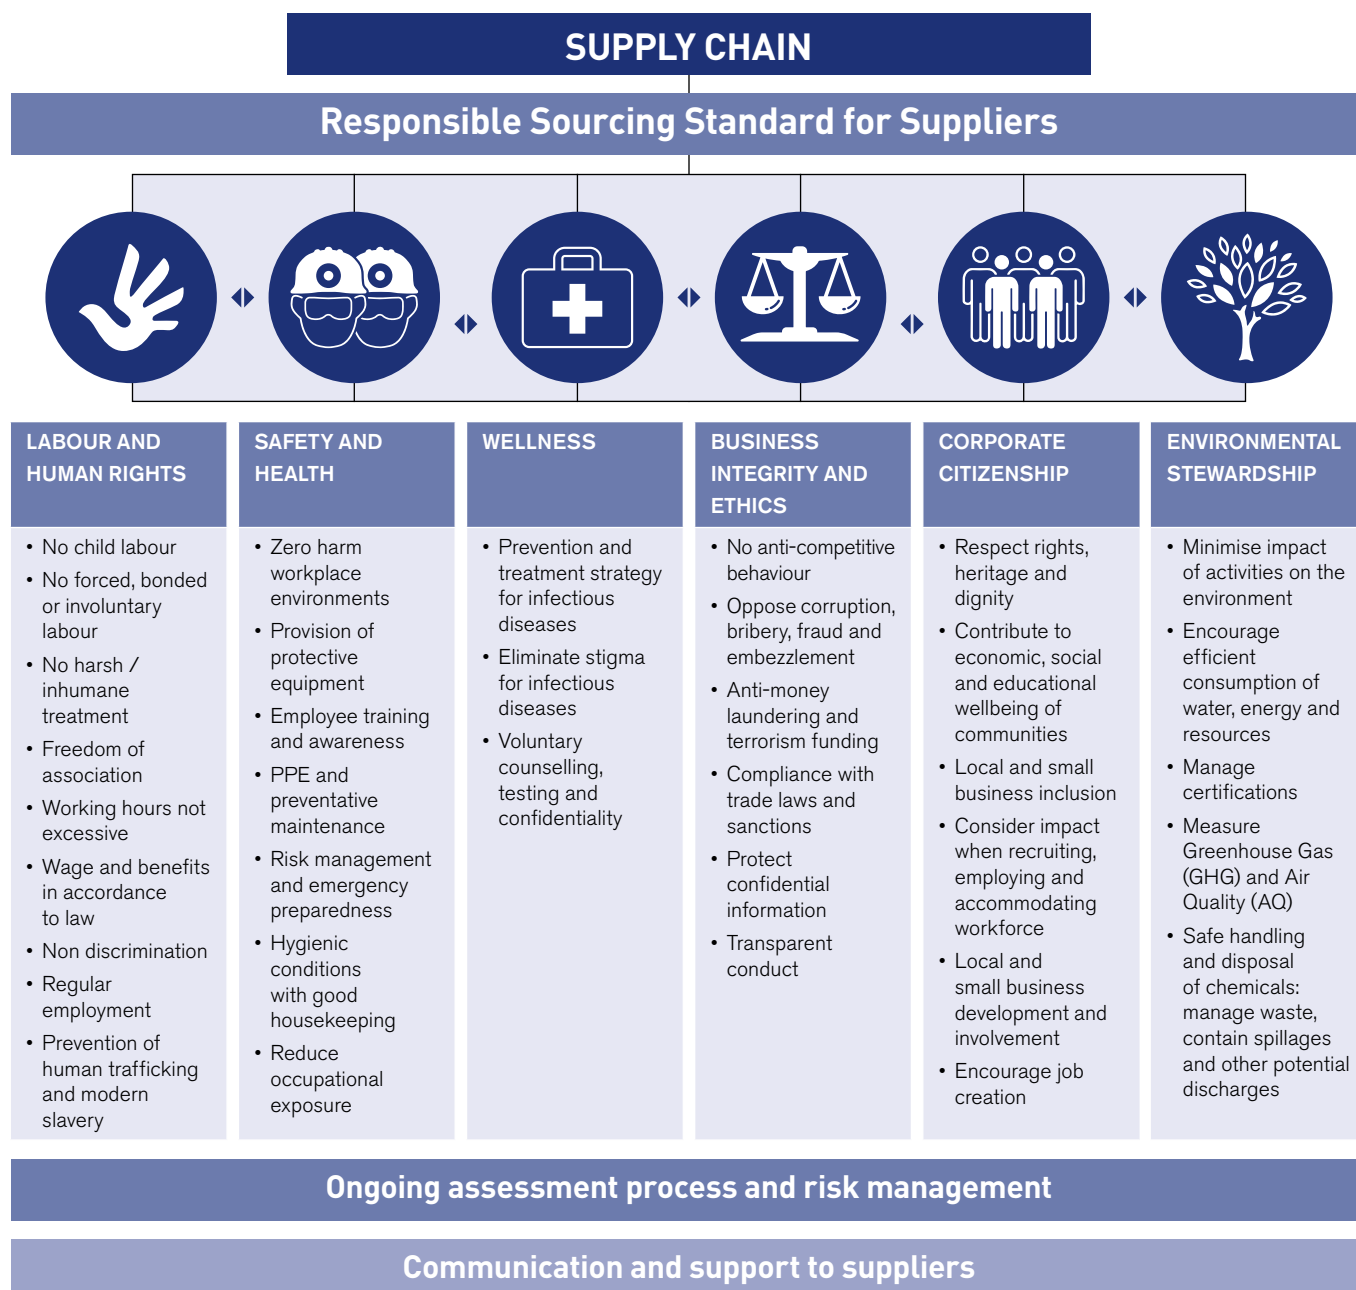 SUPPLY CHAIN
Responsible Sourcing Standard for Suppliers
LABOUR AND
HUMAN RIGHTS
• No child labour
• No forced, bonded
or involuntary
labour
• No harsh /
inhumane
treatment
• Freedom of
association
• Working hours not
excessive
• Wage and benefits
in accordance
to law
• Non discrimination
• Regular
employment
• Prevention of
human trafficking
and modern
slavery
SAFETY AND
HEALTH
• Zero harm
workplace
environments
• Provision of
protective
equipment
• Employee training
and awareness
• PPE and
preventative
maintenance
• Risk management
and emergency
preparedness
• Hygienic
conditions
with good
housekeeping
• Reduce
occupational
exposure
WELLNESS
• Prevention and
treatment strategy
for infectious
diseases
• Eliminate stigma
for infectious
diseases
• Voluntary
counselling,
testing and
confidentiality
BUSINESS
INTEGRITY AND
ETHICS
• No anti-competitive
behaviour
• Oppose corruption,
bribery, fraud and
embezzlement
• Anti-money
laundering and
terrorism funding
• Compliance with
trade laws and
sanctions
• Protect
confidential
information
• Transparent
conduct
CORPORATE
CITIZENSHIP
• Respect rights,
heritage and
dignity
• Contribute to
economic, social
and educational
wellbeing of
communities
• Local and small
business inclusion
• Consider impact
when recruiting,
employing and
accommodating
workforce
• Local and
small business
development and
involvement
• Encourage job
creation
ENVIRONMENTAL
STEWARDSHIP
• Minimise impact
of activities on the
environment
• Encourage
efficient
consumption of
water, energy and
resources
• Manage
certifications
• Measure
Greenhouse Gas
(GHG) and Air
Quality (AQ)
• Safe handling
and disposal
of chemicals:
manage waste,
contain spillages
and other potential
discharges
Ongoing assessment process and risk management
Communication and support to suppliers